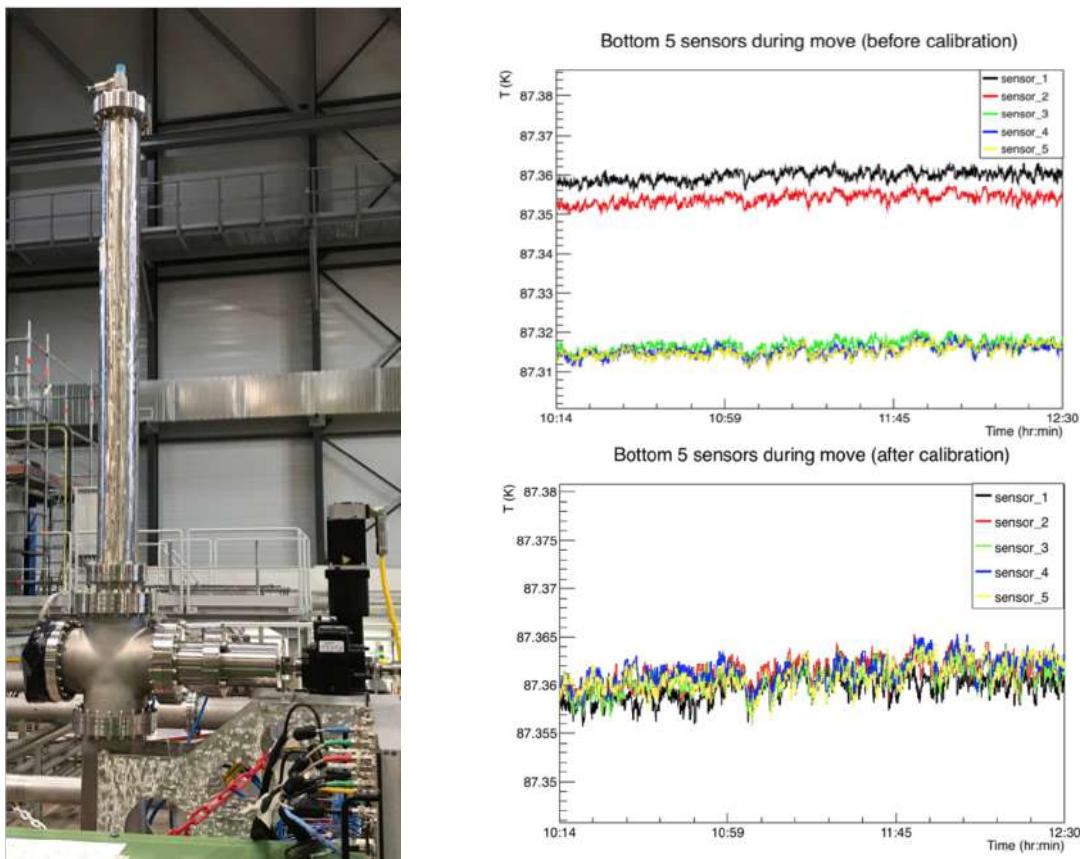 Bottom 5 sensors during move (before calibration)
T (K)
87.38
87.37
87.36
87.35
87.34
87.33
87.32
87.31
sensor_1
sensor_2
sensor_3
sensor_4
sensor_5
10:14
10:59
11:45
12:30
Time (hr:min)
Bottom 5 sensors during move (after calibration)
T (K)
87.38
87.375
87.37
87.365
87.36
87.355
87.35
sensor_1
sensor_2
sensor_3
sensor_4
sensor_5
10:14
10:59
11:45
12:30
Time (hr:min)